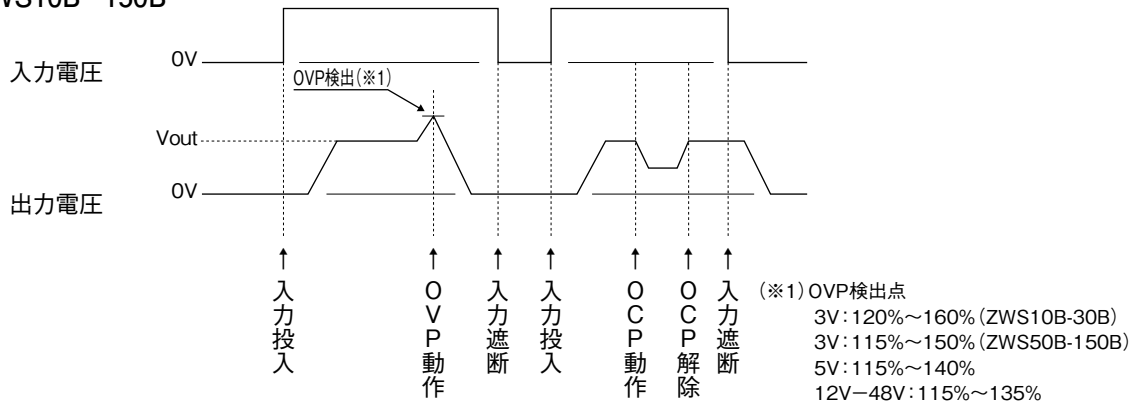 入力電圧
0V
OVP検出(※1)
Vout
出力電圧
0V
入力投入
OVP動作
入力遮断
入力投入
OCP動作
OCP解除
入力遮断
(※1)OVP検出点
3V:120%～160%(ZWS10B-30B)
3V:115%～150%(ZWS50B-150B)
5V:115%～140%
12V－48V:115%～135%